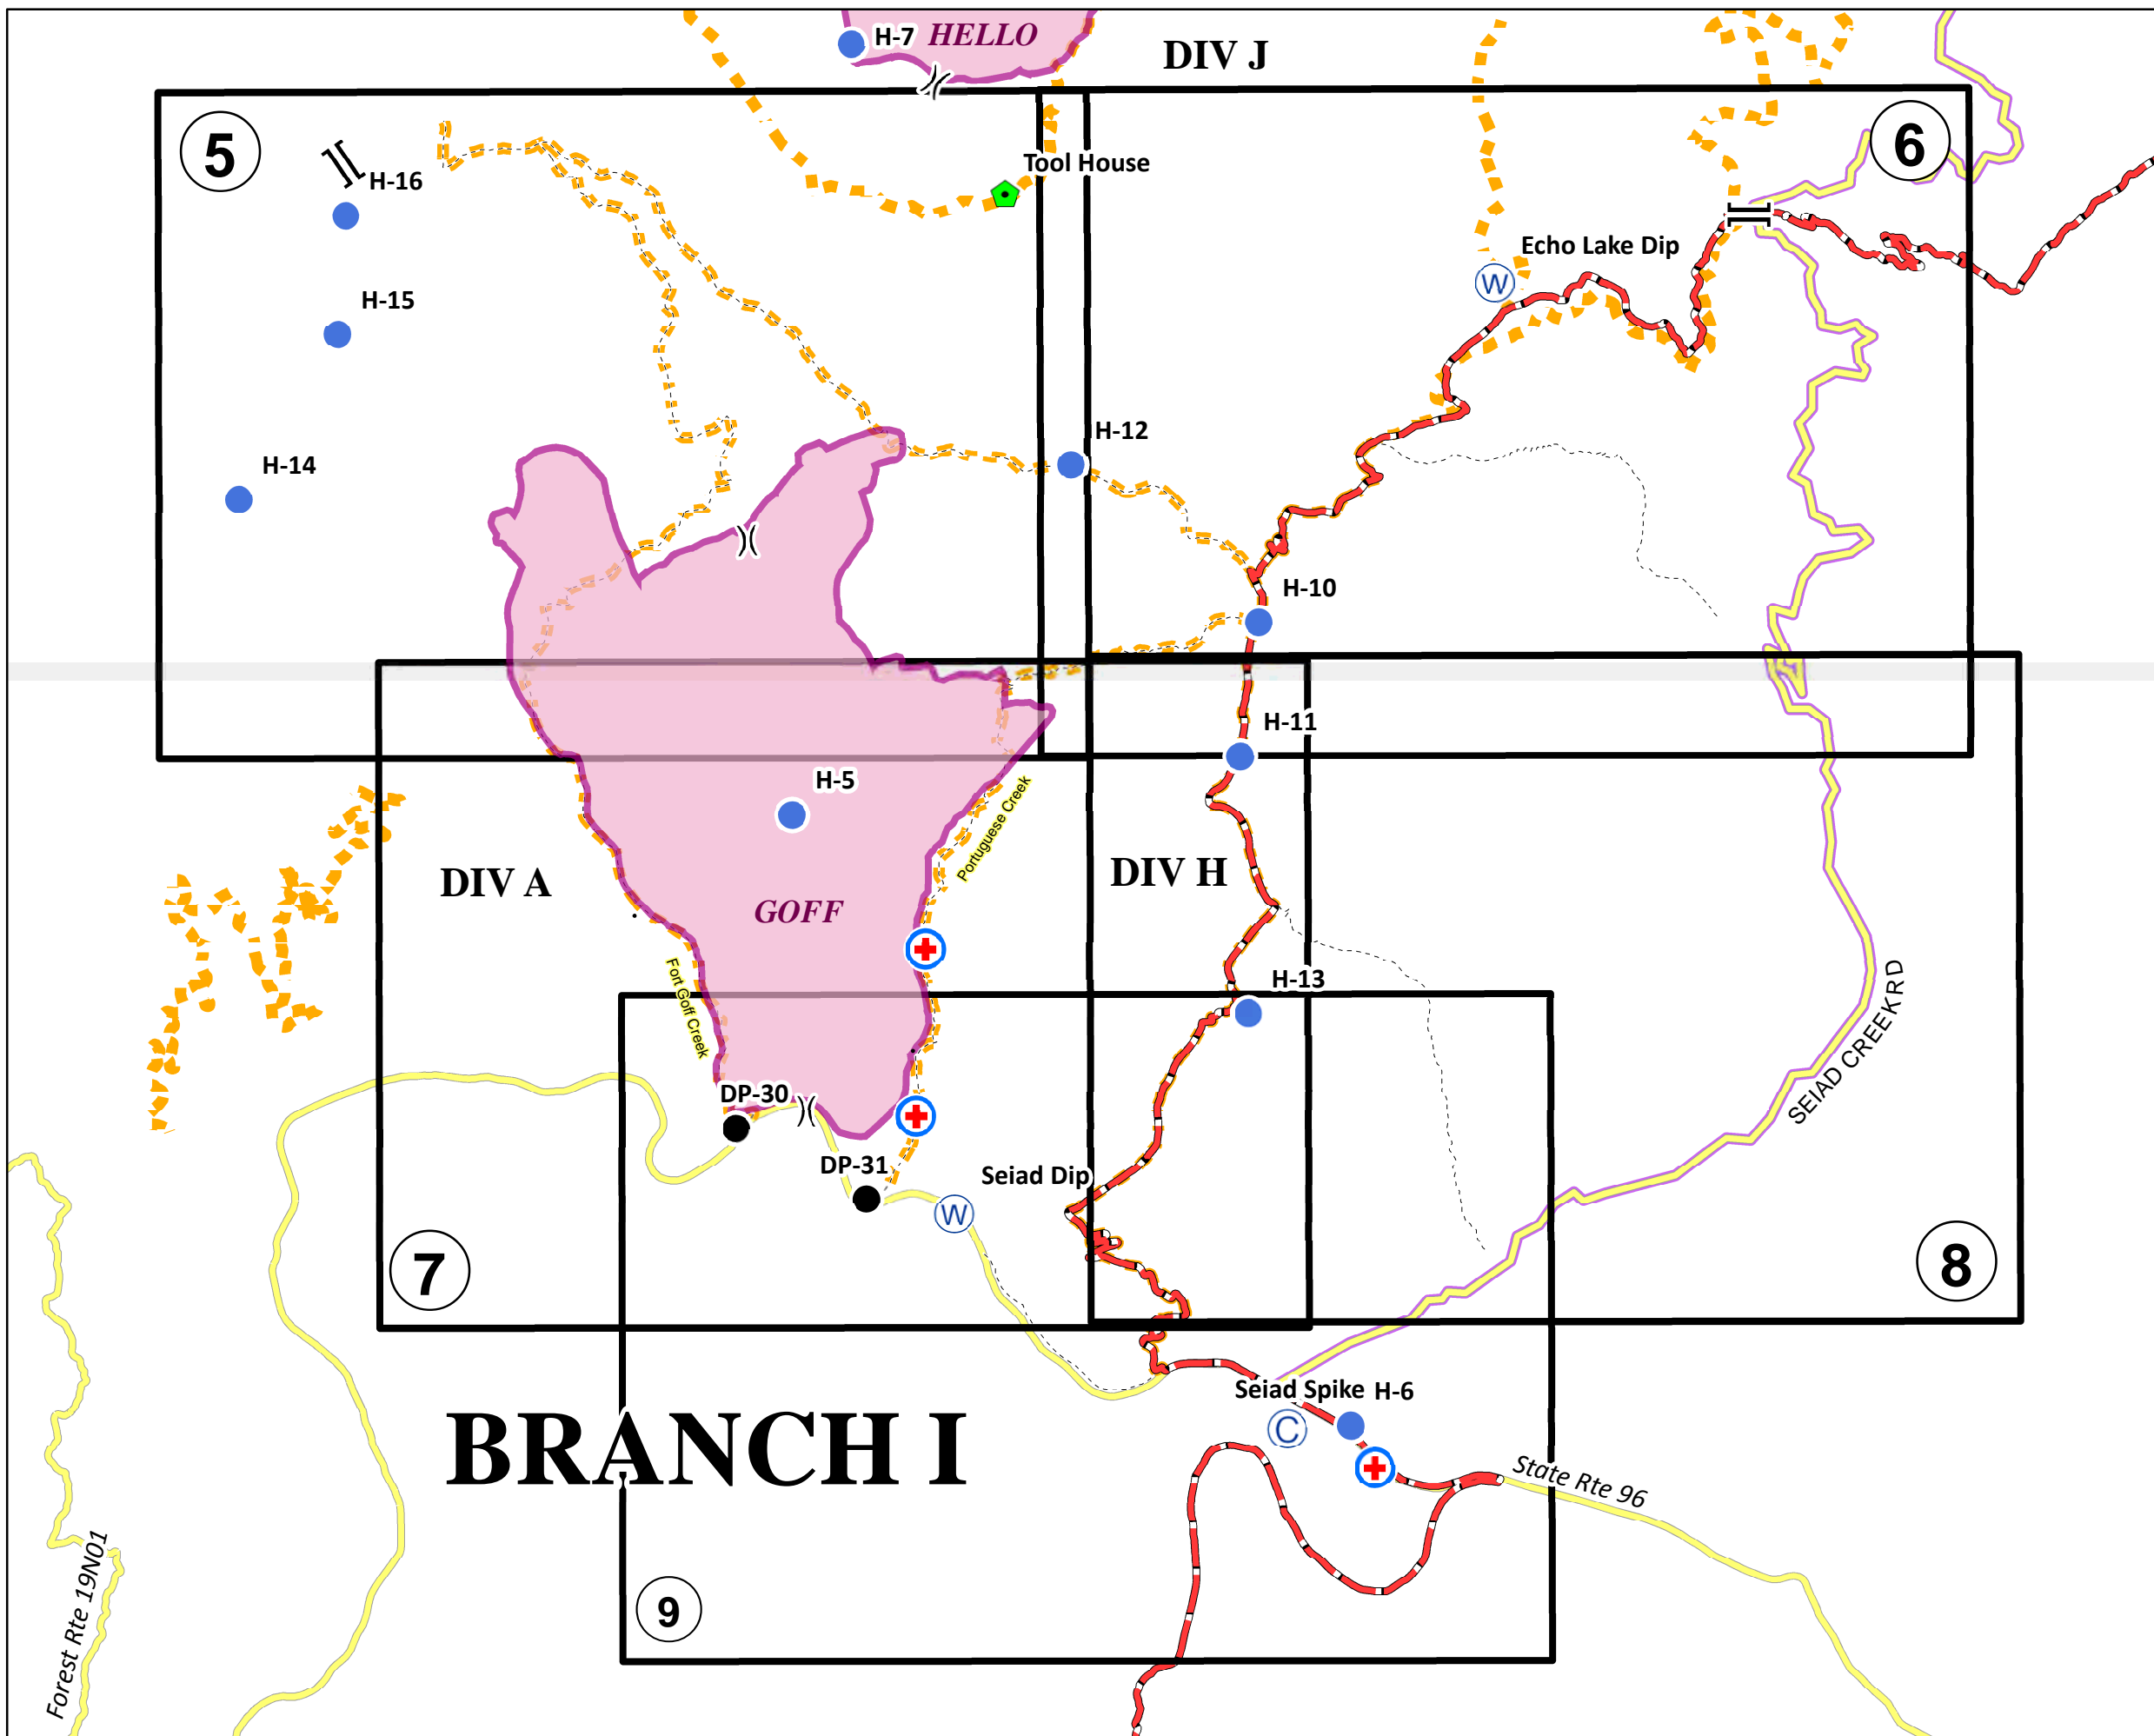 H-7
HELLO
DIV J
5
6
H-16
Tool House
Echo Lake Dip
W
H-15
H-12
H-14
H-10
H-11
H-5
Portuguese Creek
DIV A
DIV H
GOFF
Fort Goff Creek
H-13
SEIAD CREEKRD
DP-30
DP-31
Seiad Dip
W
7
8
Seiad Spike
H-6
C
BRANCH I
State Rte 96
9
Forest Rte 19N01